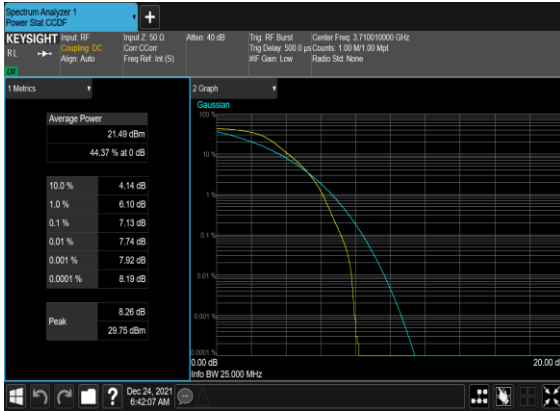 Spectrum Analyzer 1
Power Stat CCDF
KEYSIGHT
RL
Input: RF
Coupling: DC
Align: Auto
Input Z: 50 Ω
Corr CCorr
Freq Ref: Int (S)
Atten: 40 dB
Trig: RF Burst
Trig Delay: 500.0 µs
#IF Gain: Low
Center Freq: 3.710010000 GHz
Counts: 1.00 M/1.00 Mpt
Radio Std: None
1 Metrics
Average Power
21.49 dBm
44.37 % at 0 dB
10.0 % 4.14 dB
1.0 % 6.10 dB
0.1 % 7.13 dB
0.01 % 7.74 dB
0.001 % 7.92 dB
0.0001 % 8.19 dB
Peak
8.26 dB
29.75 dBm
2 Graph
Gaussian
100 %
10 %
1 %
0.1 %
0.01 %
0.001 %
0.0001 %
0.00 dB
20.00 d
Info BW 25.000 MHz
Dec 24, 2021
6:42:07 AM